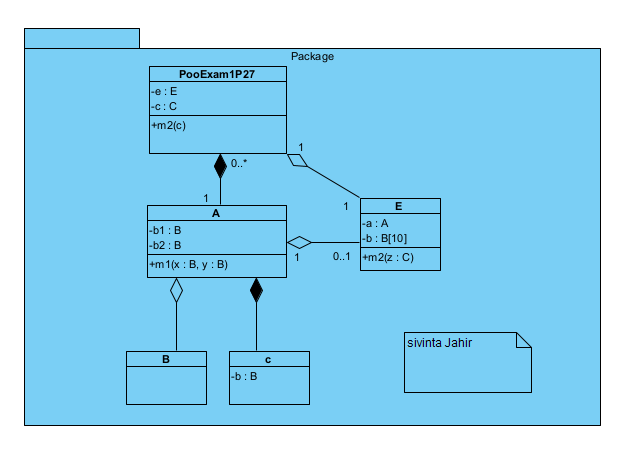 Package
PooExam1P27
-e : E
-c : C
+m2(c)
0..*
1
1
1
A
-b1 : B
-b2 : B
+m1(x : B, y : B)
E
-a : A
-b : B[10]
+m2(z : C)
1
0..1
B
c
-b : B
sivinta Jahir